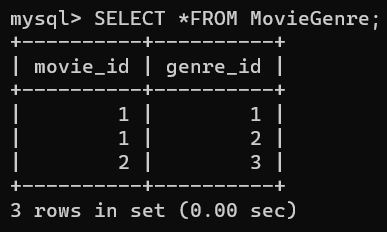 mysql> SELECT *FROM MovieGenre;
+----------+----------+
| movie_id | genre_id |
+----------+----------+
|        1 |        1 |
|        1 |        2 |
|        2 |        3 |
+----------+----------+
3 rows in set (0.00 sec)